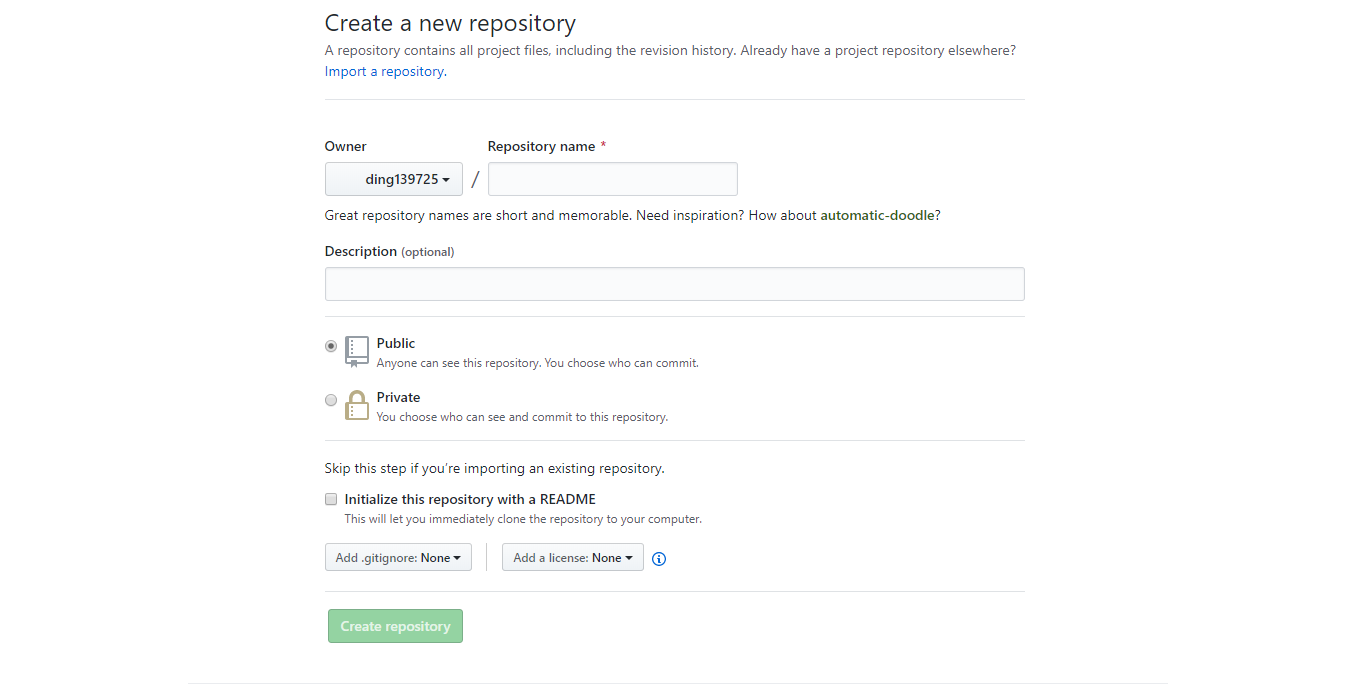 Create a new repository
A repository contains all project files, including the revision history. Already have a project repository elsewhere?
Import a repository.
Owner
Repository name *
ding139725
/
Great repository names are short and memorable. Need inspiration? How about automatic-doodle?
Description (optional)
Public
Anyone can see this repository. You choose who can commit.
Private
You choose who can see and commit to this repository.
Skip this step if you’re importing an existing repository.
Initialize this repository with a README
This will let you immediately clone the repository to your computer.
Add .gitignore: None
Add a license: None
Create repository